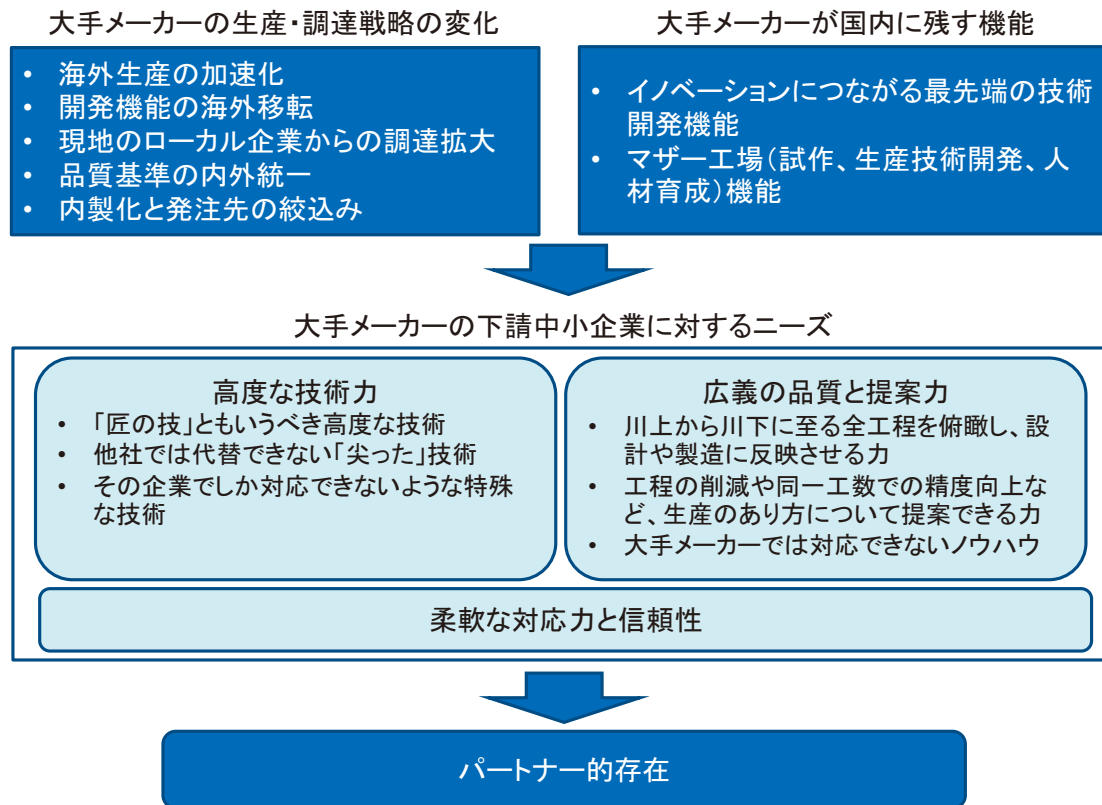 大手メーカーの生産・調達戦略の変化
• 海外生産の加速化
• 開発機能の海外移転
• 現地のローカル企業からの調達拡大
• 品質基準の内外統一
• 内製化と発注先の絞込み
大手メーカーが国内に残す機能
• イノベーションにつながる最先端の技術
開発機能
• マザー工場(試作、生産技術開発、人
材育成)機能
大手メーカーの下請中小企業に対するニーズ
高度な技術力
• 「匠の技」ともいうべき高度な技術
• 他社では代替できない「尖った」技術
• その企業でしか対応できないような特殊
な技術
広義の品質と提案力
• 川上から川下に至る全工程を俯瞰し、設
計や製造に反映させる力
• 工程の削減や同一工数での精度向上な
ど、生産のあり方について提案できる力
• 大手メーカーでは対応できないノウハウ
柔軟な対応力と信頼性
パートナー的存在